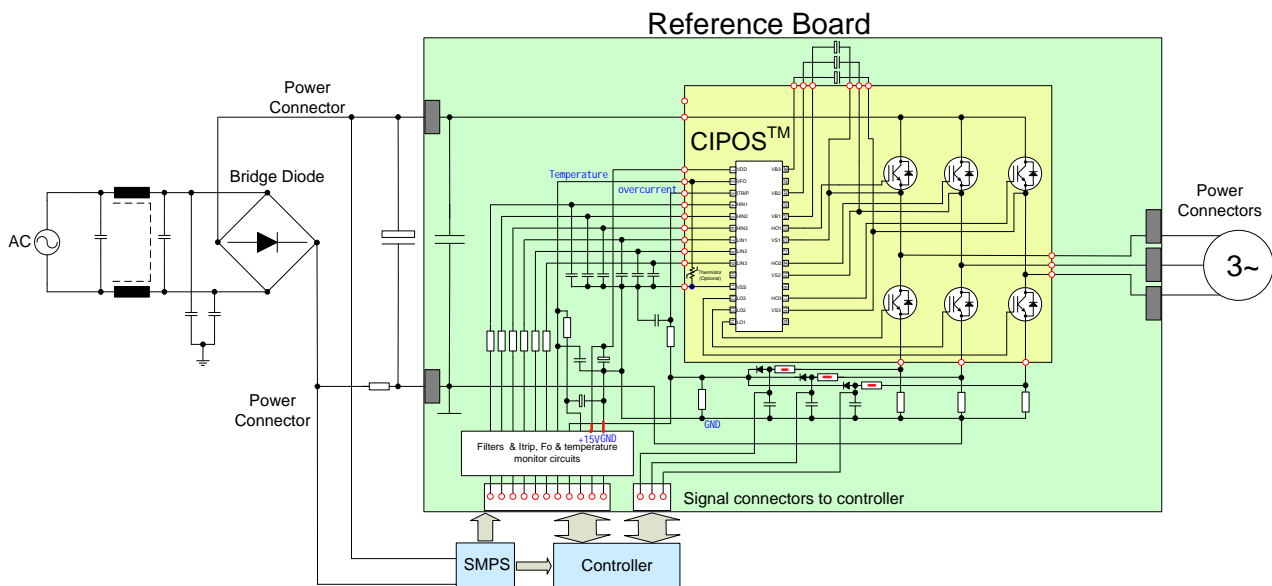 Reference Board
Power
Connector
CIPOS™
Bridge Diode
AC
Temperature
overcurrent
VDD
VFO
ITRIP
HIN1
HIN2
HIN3
LIN1
LIN2
LIN3
VSS
LO3
LO2
LO1
VB3
VB2
VB1
HO1
VS1
HO2
VS2
HO3
VS3
Thermistor
(Optional)
Power
Connectors
3~
Power
Connector
GND
+15V
GND
Filters & Itrip, Fo & temperature
monitor circuits
Signal connectors to controller
SMPS
Controller